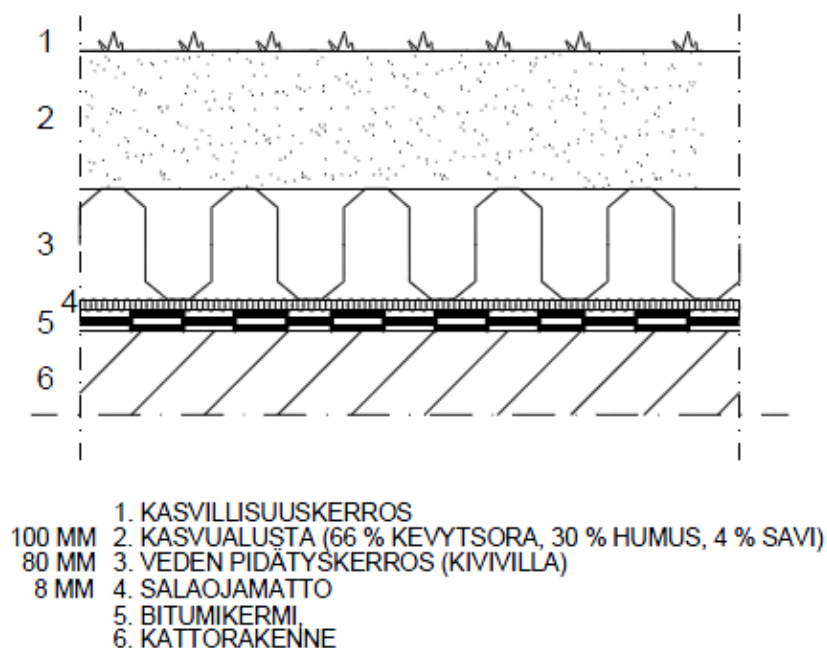 1
2
3
4
5
6
1. KASVILLISUUSKERROS
100 MM 2. KASVUALUSTA (66 % KEVYTSORA, 30 % HUMUS, 4 % SAVI)
80 MM 3. VEDEN PIDÄTYSKERROS (KIVIVILLA)
8 MM 4. SALAOJAMATTO
5. BITUMIKERMI,
6. KATTORAKENNE